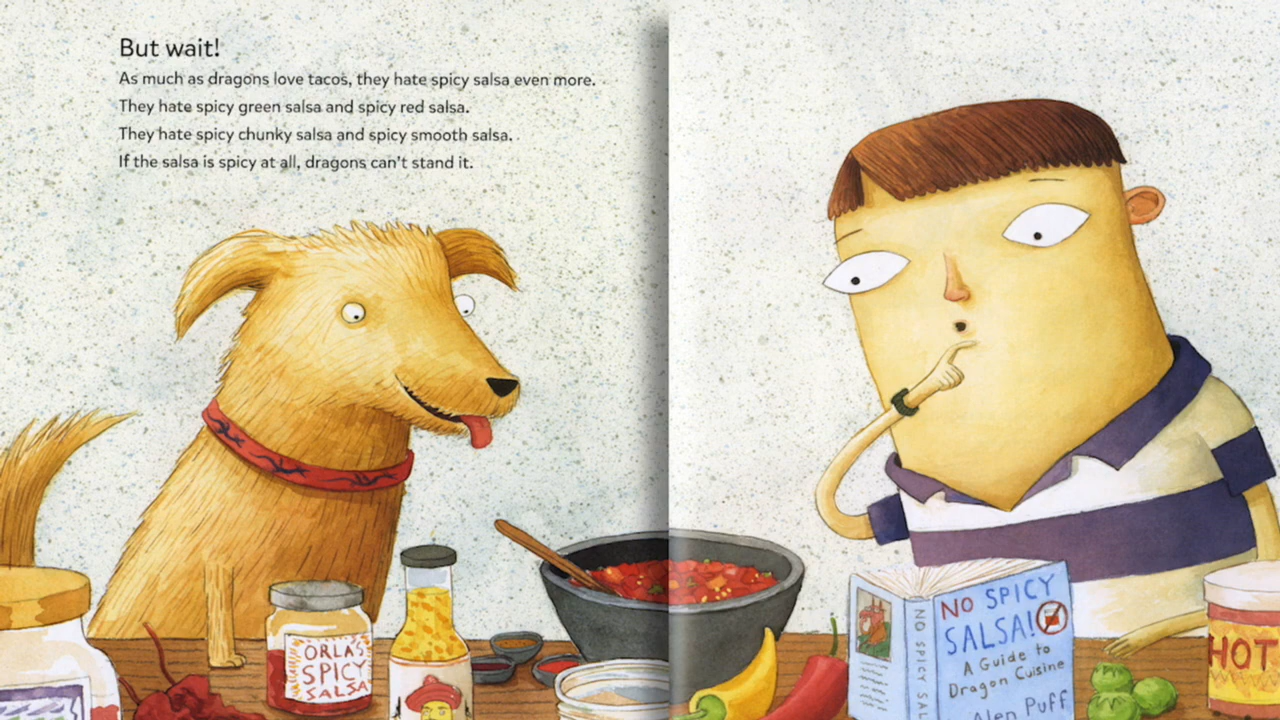 But wait!
As much as dragons love tacos, they hate spicy salsa even more.
They hate spicy green salsa and spicy red salsa.
They hate spicy chunky salsa and spicy smooth salsa.
If the salsa is spicy at all, dragons can't stand it.
ORLA'S
SPICY
SALSA
NO SPICY SAL
NO SPICY
SALSA!
A Guide to
Dragon Cuisine
Alen Puff
HOT